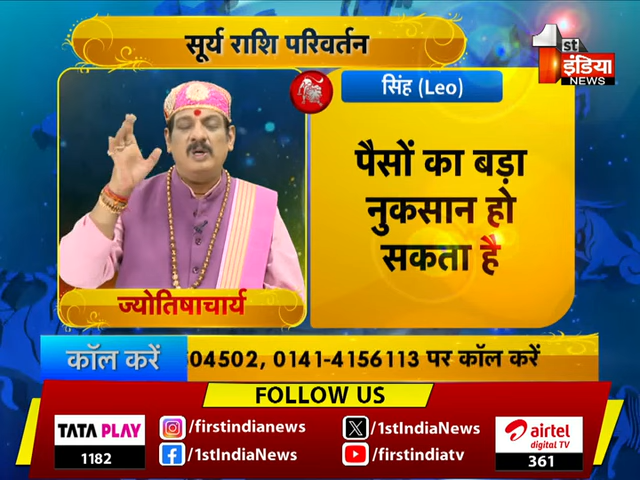 सूर्य राशि परिवर्तन
1st
इंडिया
NEWS
सिंह (Leo)
पैसों का बड़ा
नुकसान हो
सकता है
ज्योतिषाचार्य
कॉल करें
04502, 0141-4156113 पर कॉल करें
FOLLOW US
TATA PLAY
1182
/firstindianews
/1stIndiaNews
/1stIndiaNews
/firstindiatv
airtel
digital TV
361